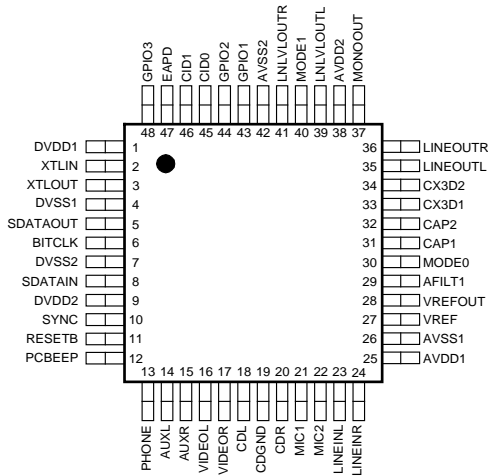 GPIO3 EAPD CID1 CID0 GPIO2 GPIO1 AVSS2 LNLVLOUTR MODE1 LNLVLOUTL AVDD2 MONOOUT
48 47 46 45 44 43 42 41 40 39 38 37
DVDD1 1 36 LINEOUTR
XTLIN 2 35 LINEOUTL
XTLOUT 3 34 CX3D2
DVSS1 4 33 CX3D1
SDATAOUT 5 32 CAP2
BITCLK 6 31 CAP1
DVSS2 7 30 MODE0
SDATAIN 8 29 AFILT1
DVDD2 9 28 VREFOUT
SYNC 10 27 VREF
RESETB 11 26 AVSS1
PCBEEP 12 25 AVDD1
13 14 15 16 17 18 19 20 21 22 23 24
PHONE AUXL AUXR VIDEOL VIDEOR CDL CDGND CDR MIC1 MIC2 LINEINL LINEINR